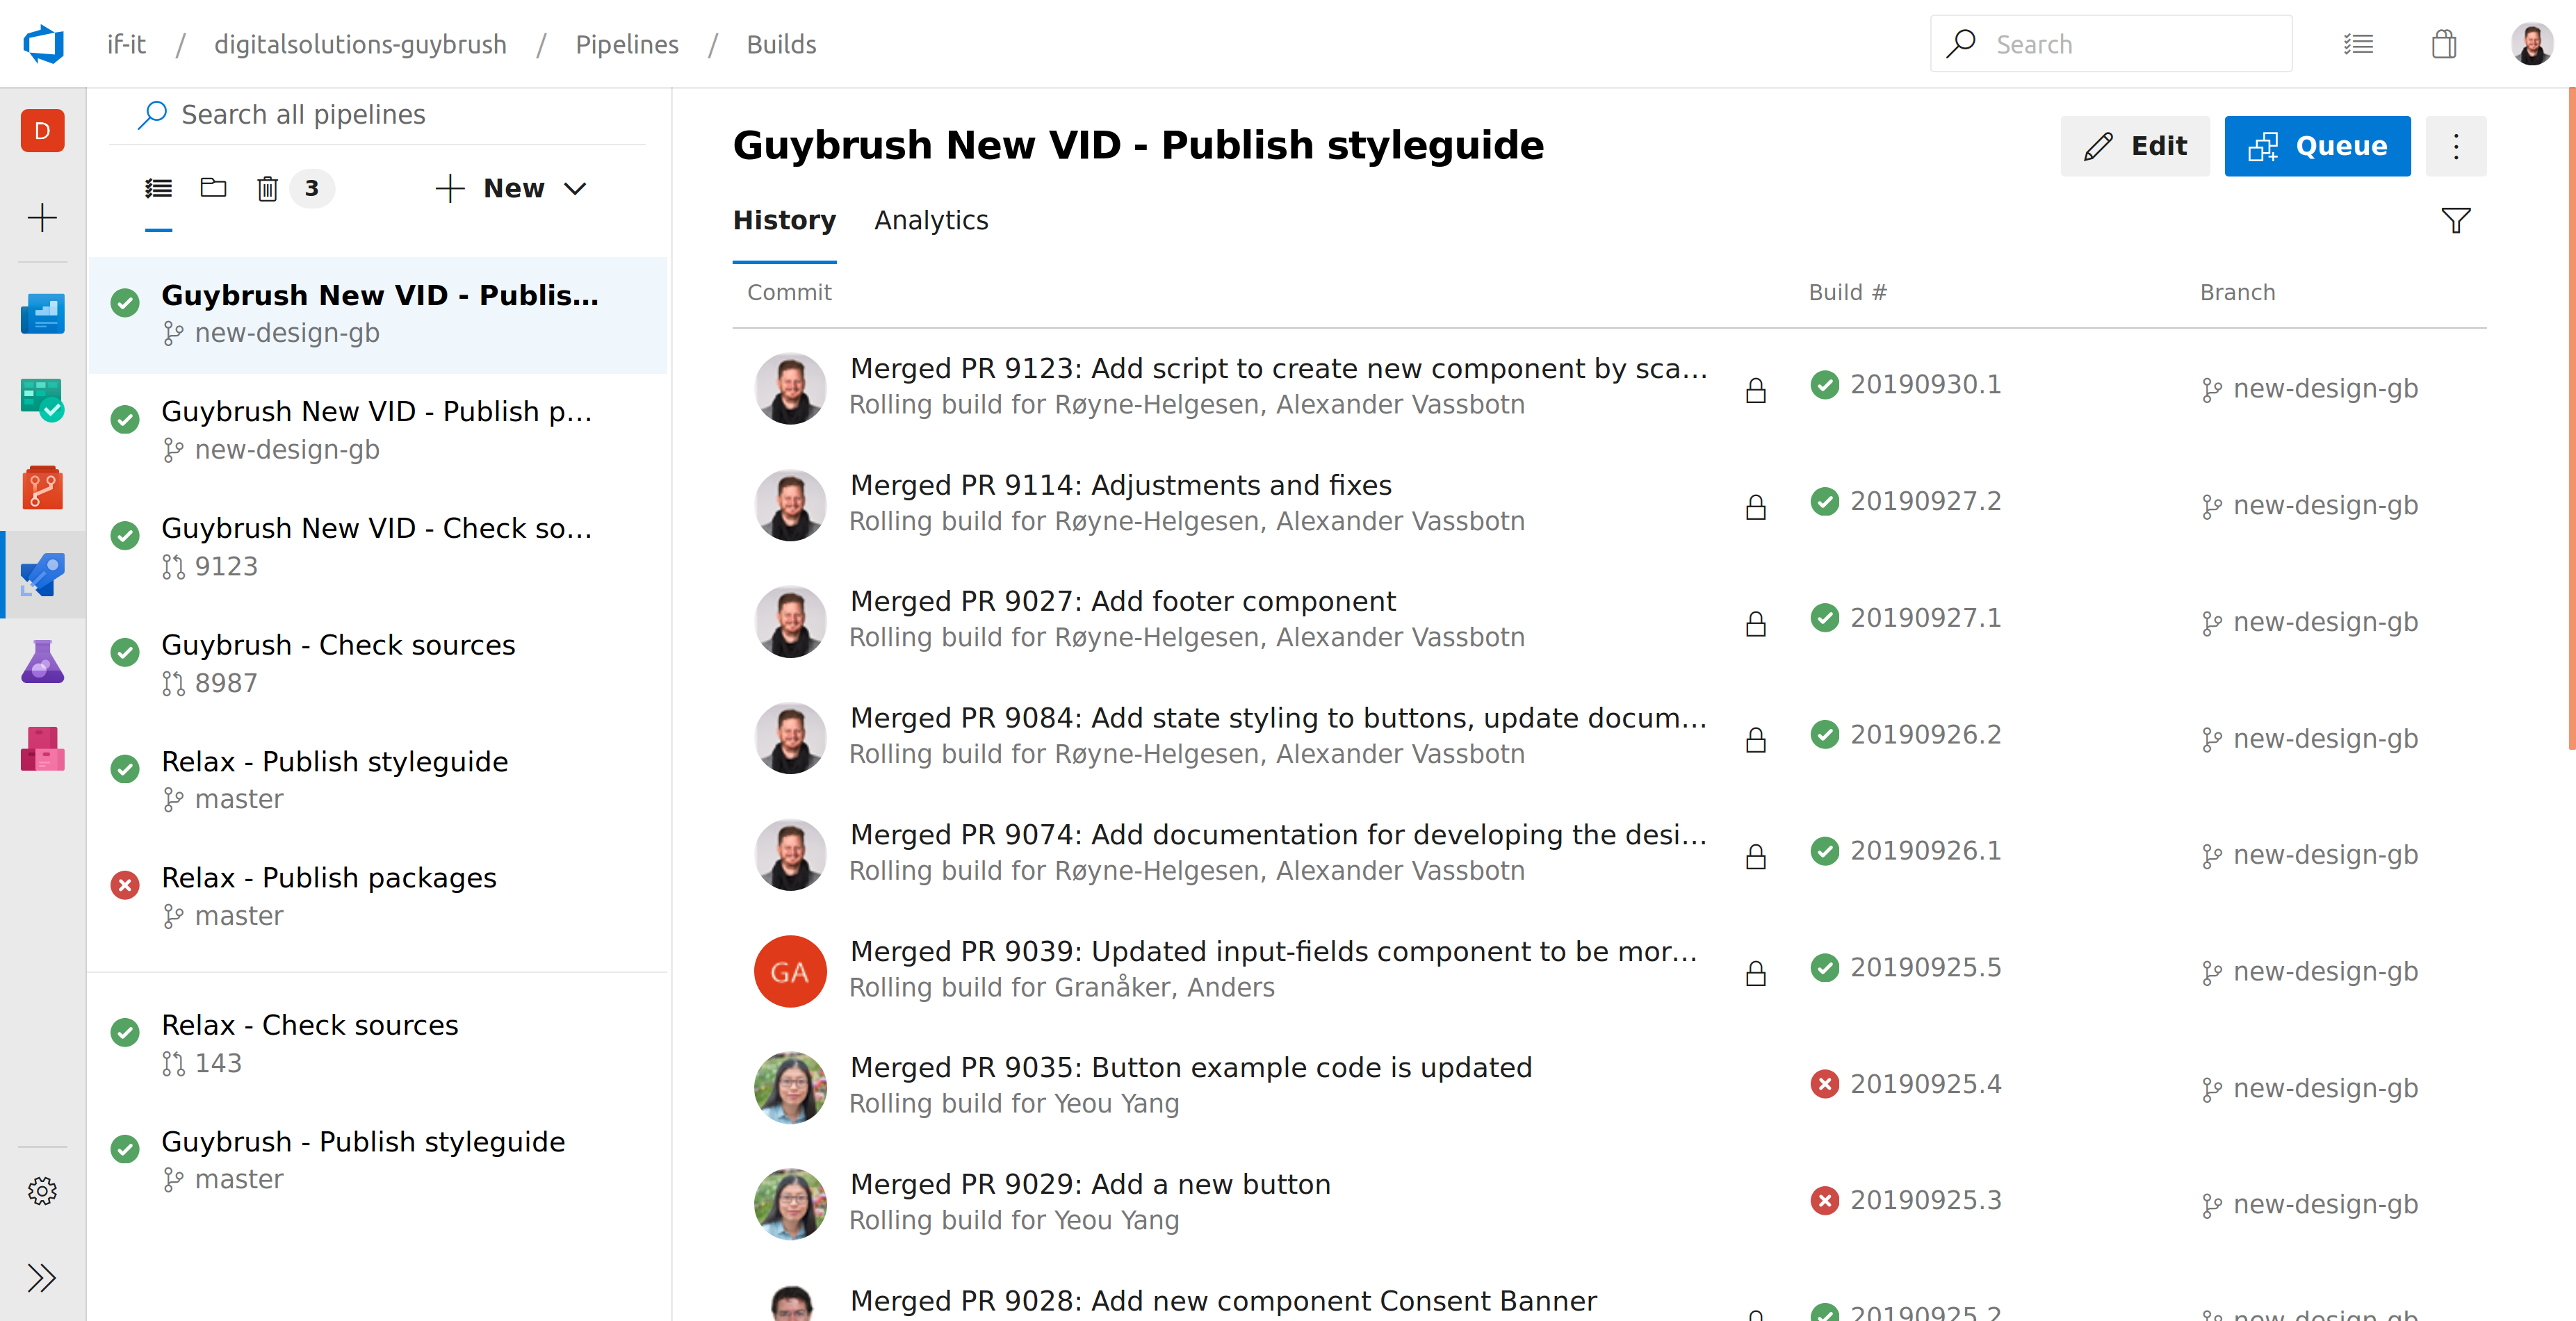 if-it / digitalsolutions-guybrush / Pipelines / Builds
Search
D
Search all pipelines
3
New
Guybrush New VID - Publis...
new-design-gb
Guybrush New VID - Publish p...
new-design-gb
Guybrush New VID - Check so...
9123
Guybrush - Check sources
8987
Relax - Publish styleguide
master
Relax - Publish packages
master
Relax - Check sources
143
Guybrush - Publish styleguide
master
Guybrush New VID - Publish styleguide
Edit
Queue
History Analytics
Commit Build # Branch
Merged PR 9123: Add script to create new component by sca...
Rolling build for Røyne-Helgesen, Alexander Vassbotn
20190930.1
new-design-gb
Merged PR 9114: Adjustments and fixes
Rolling build for Røyne-Helgesen, Alexander Vassbotn
20190927.2
new-design-gb
Merged PR 9027: Add footer component
Rolling build for Røyne-Helgesen, Alexander Vassbotn
20190927.1
new-design-gb
Merged PR 9084: Add state styling to buttons, update docum...
Rolling build for Røyne-Helgesen, Alexander Vassbotn
20190926.2
new-design-gb
Merged PR 9074: Add documentation for developing the desi...
Rolling build for Røyne-Helgesen, Alexander Vassbotn
20190926.1
new-design-gb
GA
Merged PR 9039: Updated input-fields component to be mor...
Rolling build for Granåker, Anders
20190925.5
new-design-gb
Merged PR 9035: Button example code is updated
Rolling build for Yeou Yang
20190925.4
new-design-gb
Merged PR 9029: Add a new button
Rolling build for Yeou Yang
20190925.3
new-design-gb
Merged PR 9028: Add new component Consent Banner
20190925.2
new-design-gb